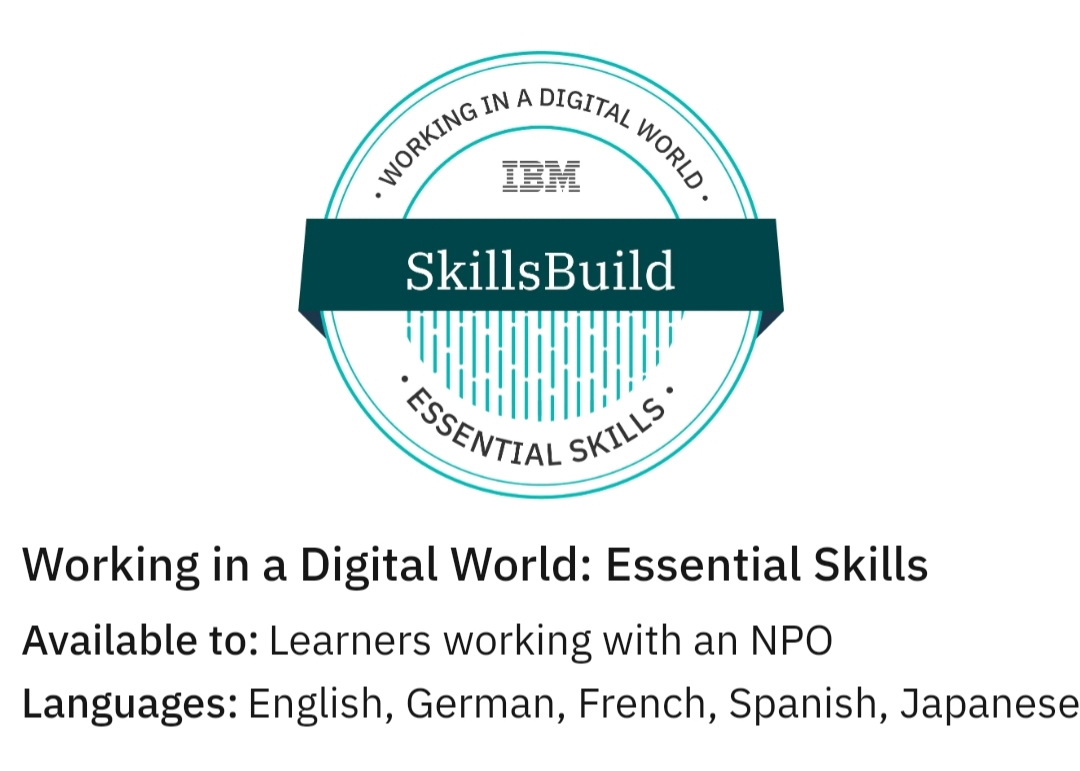 · WORKING IN A DIGITAL WORLD ·
IBM
SkillsBuild
· ESSENTIAL SKILLS ·
Working in a Digital World: Essential Skills
Available to: Learners working with an NPO
Languages: English, German, French, Spanish, Japanese